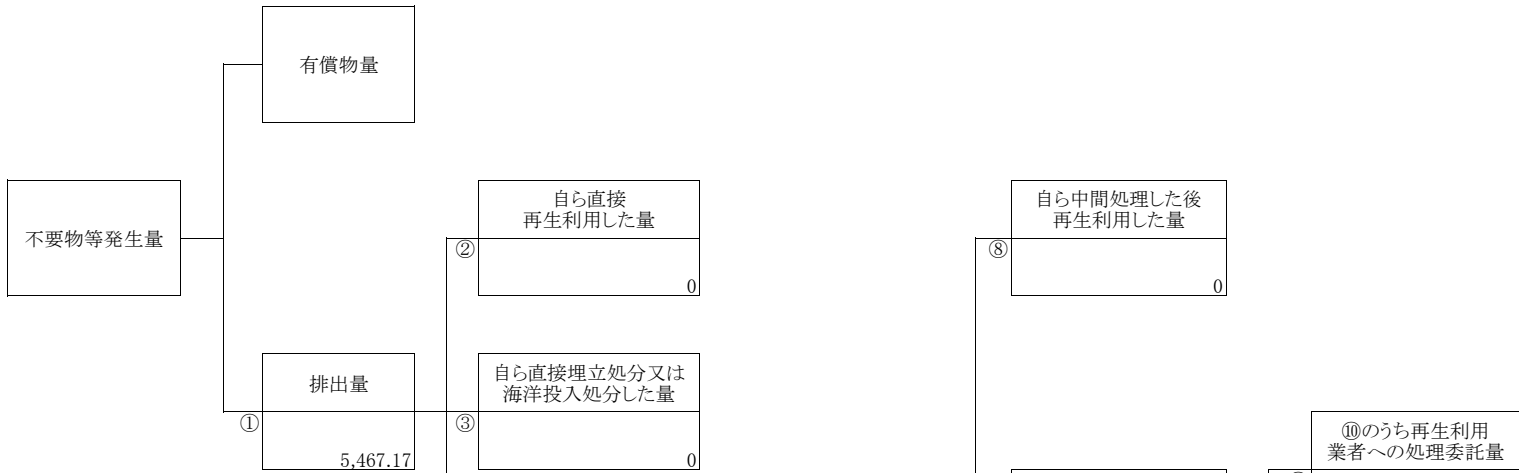 有償物量
不要物等発生量
自ら直接
再生利用した量
②
0
自ら中間処理した後
再生利用した量
⑧
0
排出量
①
5,467.17
自ら直接埋立処分又は
海洋投入処分した量
③
0
⑩のうち再生利用
業者への処理委託量